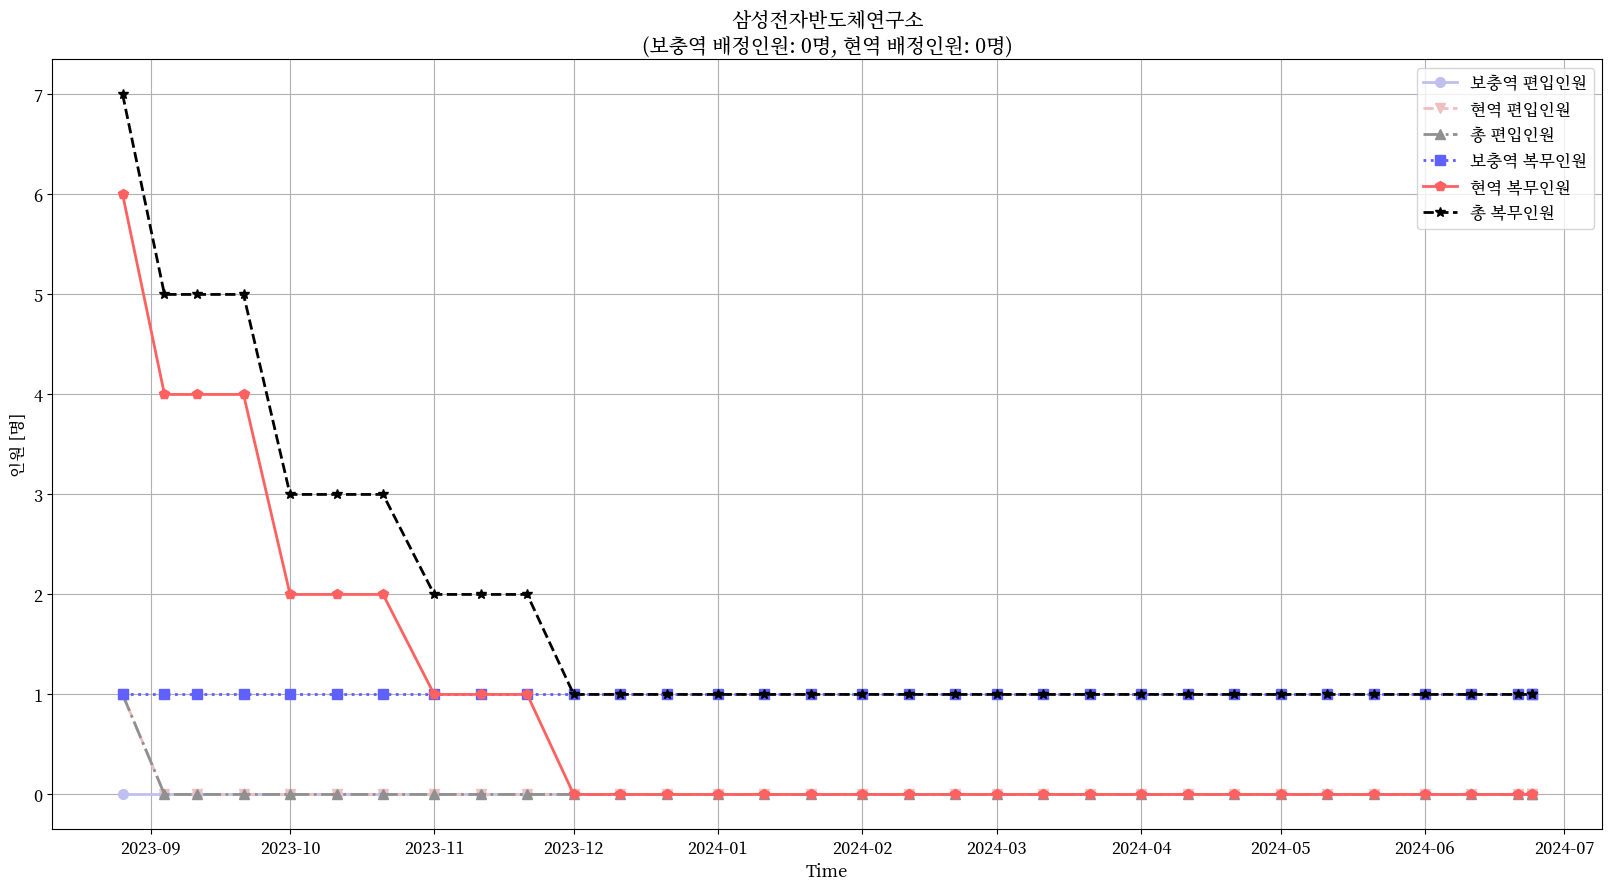 삼성전자반도체연구소
(보충역 배정인원: 0명, 현역 배정인원: 0명)
보충역 편입인원
현역 편입인원
총 편입인원
보충역 복무인원
현역 복무인원
총 복무인원
인원 [명]
7
6
5
4
3
2
1
0
2023-09 2023-10 2023-11 2023-12 2024-01 2024-02 2024-03 2024-04 2024-05 2024-06 2024-07
Time